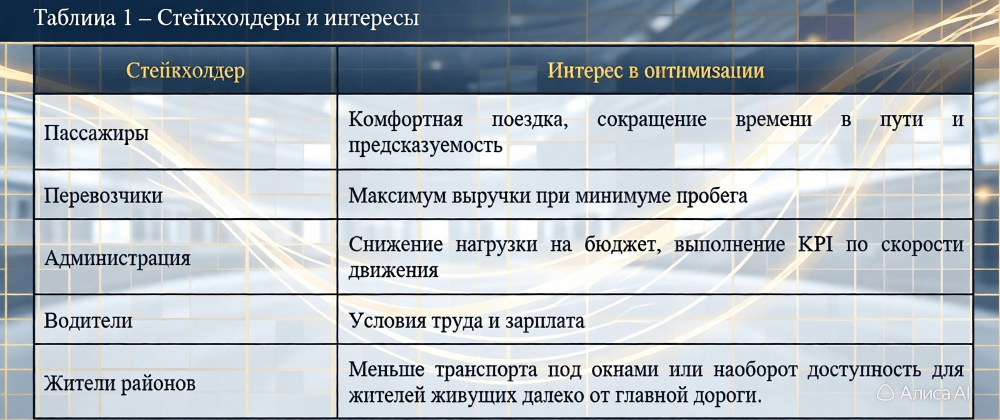 Таблица 1 – Стейкхолдеры и интересы
Стейкхолдер
Интерес в оптимизации
Пассажиры
Комфортная поездка, сокращение времени в пути и
предсказуемость
Перевозчики
Максимум выручки при минимуме пробега
Администрация
Снижение нагрузки на бюджет, выполнение KPI по скорости
движения
Водители
Условия труда и зарплата
Жители районов
Меньше транспорта под окнами или наоборот доступность для
жителей живущих далеко от главной дороги.
Алиса AI